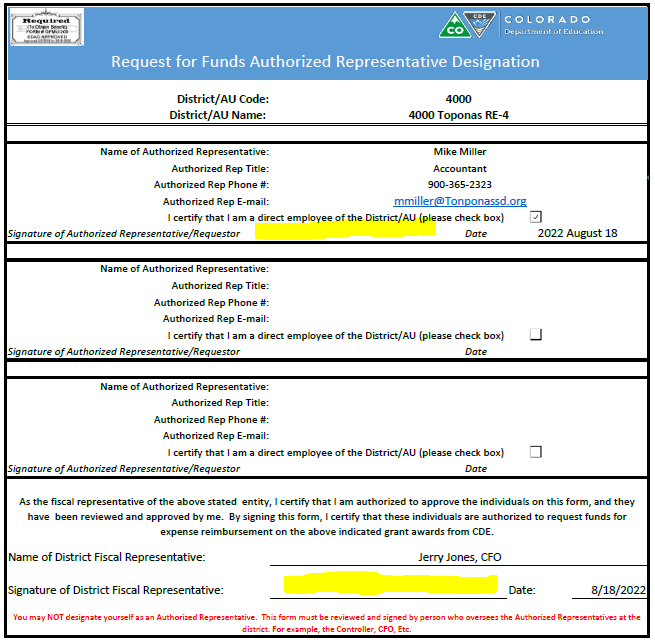 Required
(To Obtain Benefit)
EDAC APPROVED
CO
CDE
COLORADO
Department of Education
Request for Funds Authorized Representative Designation
District/AU Code: 4000
District/AU Name: 4000 Toponas RE-4
Name of Authorized Representative: Mike Miller
Authorized Rep Title: Accountant
Authorized Rep Phone #: 900-365-2323
Authorized Rep E-mail: mmiller@Tonponassd.org
I certify that I am a direct employee of the District/AU (please check box)
Signature of Authorized Representative/Requestor Date 2022 August 18
Name of Authorized Representative:
Authorized Rep Title:
Authorized Rep Phone #:
Authorized Rep E-mail:
I certify that I am a direct employee of the District/AU (please check box)
Signature of Authorized Representative/Requestor Date
Name of Authorized Representative:
Authorized Rep Title:
Authorized Rep Phone #:
Authorized Rep E-mail:
I certify that I am a direct employee of the District/AU (please check box)
Signature of Authorized Representative/Requestor Date
As the fiscal representative of the above stated entity, I certify that I am authorized to approve the individuals on this form, and they
have been reviewed and approved by me. By signing this form, I certify that these individuals are authorized to request funds for
expense reimbursement on the above indicated grant awards from CDE.
Name of District Fiscal Representative: Jerry Jones, CFO
Signature of District Fiscal Representative: Date: 8/18/2022
You may NOT designate yourself as an Authorized Representative. This form must be reviewed and signed by person who oversees the Authorized Representatives at the
district. For example, the Controller, CFO, Etc.